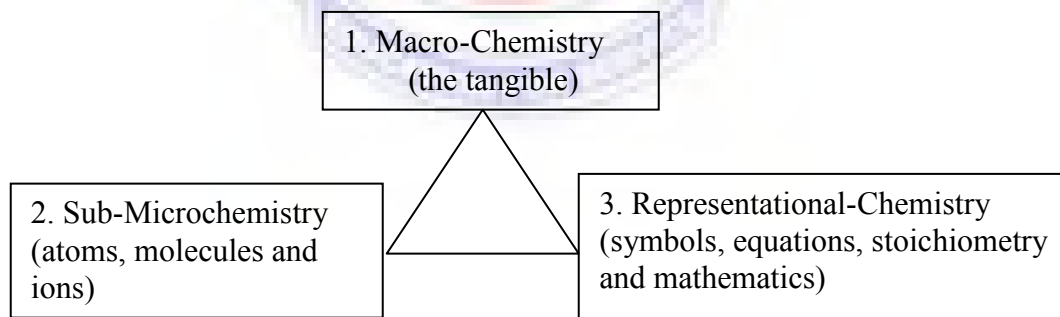 1. Macro-Chemistry
(the tangible)
2. Sub-Microchemistry
(atoms, molecules and
ions)
3. Representational-Chemistry
(symbols, equations, stoichiometry
and mathematics)